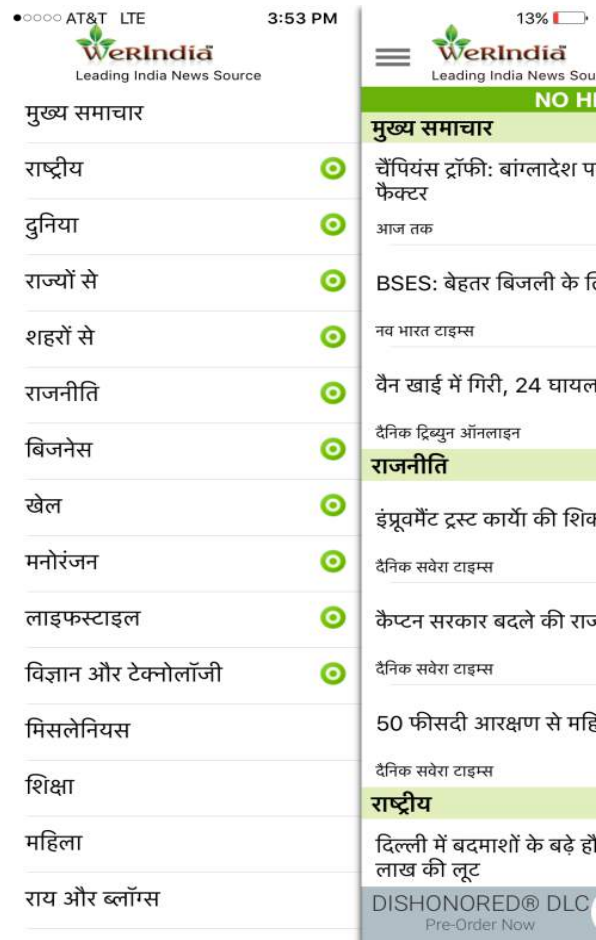 AT&T LTE 3:53 PM
WeRIndia
Leading India News Source
मुख्य समाचार
राष्ट्रीय
दुनिया
राज्यों से
शहरों से
राजनीति
बिजनेस
खेल
मनोरंजन
लाइफस्टाइल
विज्ञान और टेक्नोलॉजी
मिसलेनियस
शिक्षा
महिला
राय और ब्लॉग्स
13%
WeRIndia
Leading India News Sou
NO
मुख्य समाचार
चैंपियंस ट्रॉफी: बांग्लादेश
फैक्टर
आज तक
BSES: बेहतर बिजली के
नव भारत टाइम्स
वैन खाई में गिरी, 24 घायल
दैनिक ट्रिब्युन ऑनलाइन
राजनीति
इंप्रूवमैंट ट्रस्ट कार्याे की
दैनिक सवेरा टाइम्स
कैप्टन सरकार बदले की
दैनिक सवेरा टाइम्स
50 फीसदी आरक्षण से
दैनिक सवेरा टाइम्स
राष्ट्रीय
दिल्ली में बदमाशों के बढ़े
लाख की लूट
DISHONORED® DLC
Pre-Order Now